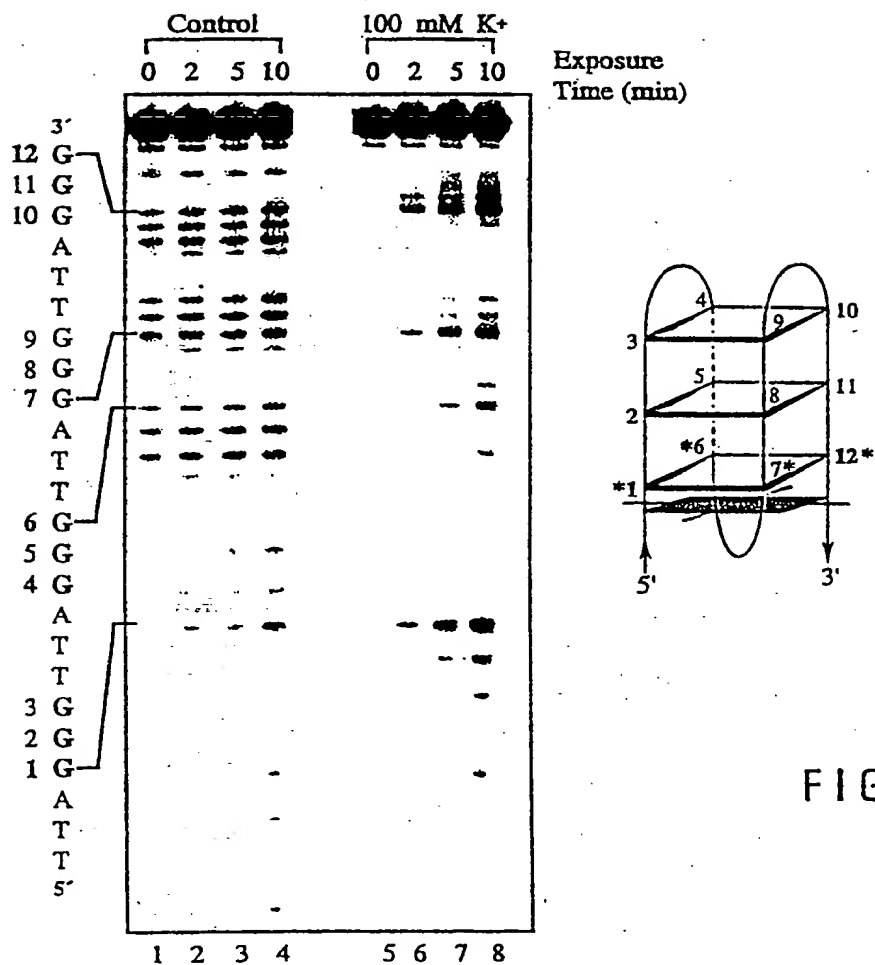 Control 100 mM K+
0 2 5 10 0 2 5 10
Exposure
Time (min)
3´
12 G
11 G
10 G
A
T
T
9 G
8 G
7 G
A
T
T
6 G
5 G
4 G
A
T
T
3 G
2 G
1 G
A
T
T
5´
1 2 3 4 5 6 7 8
4
9 10
3
5
8 11
2
*6
7* 12*
*1
5' 3'
FIG